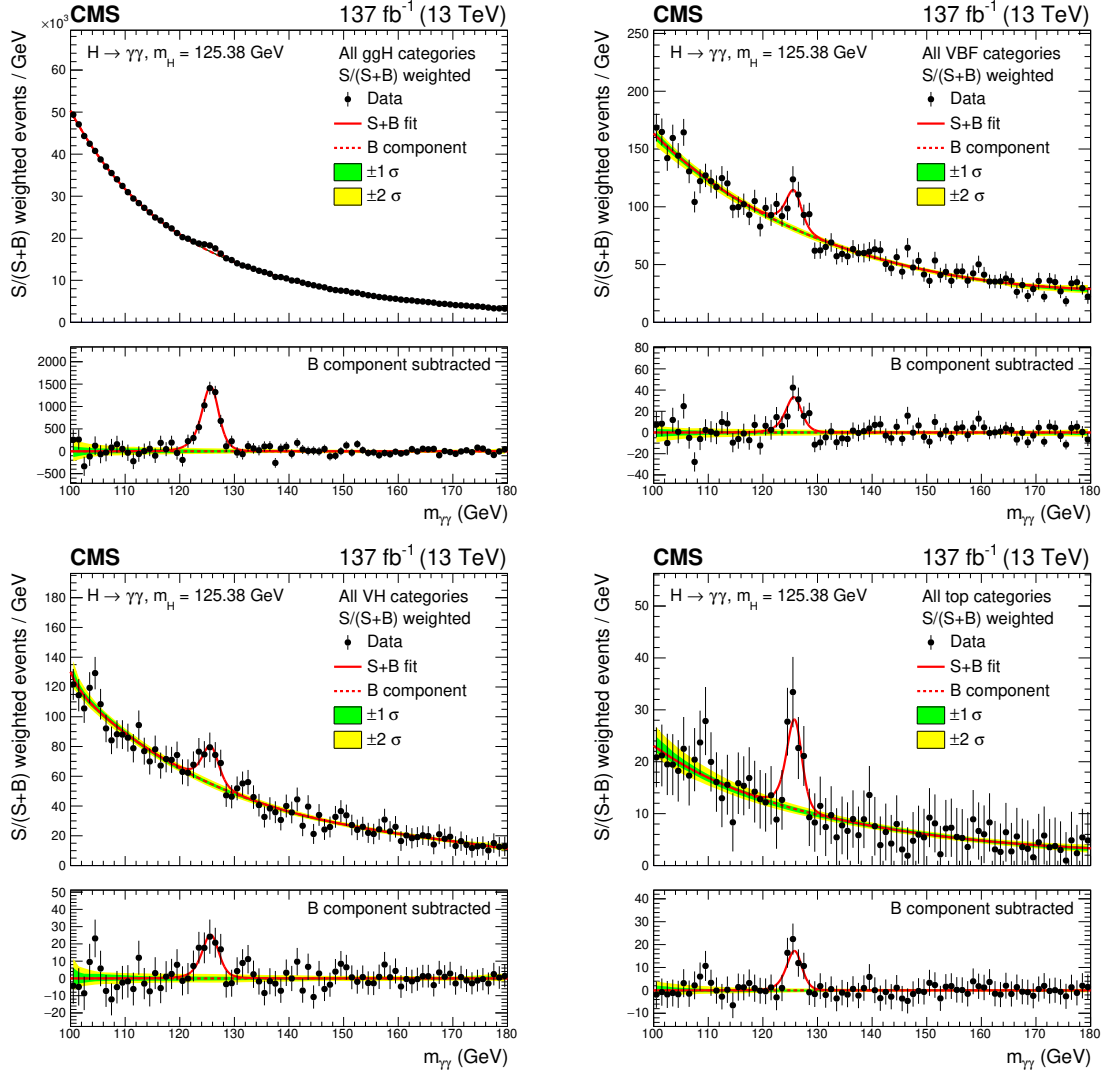 CMS 137 fb⁻¹ (13 TeV)
×10³
H → γγ, m_H = 125.38 GeV
All ggH categories
S/(S+B) weighted
Data
S+B fit
B component
±1 σ
±2 σ
S/(S+B) weighted events / GeV
60
50
40
30
20
10
0
B component subtracted
2000
1500
1000
500
0
−500
100 110 120 130 140 150 160 170 180
m_γγ (GeV)
CMS 137 fb⁻¹ (13 TeV)
H → γγ, m_H = 125.38 GeV
All VBF categories
S/(S+B) weighted
Data
S+B fit
B component
±1 σ
±2 σ
S/(S+B) weighted events / GeV
250
200
150
100
50
0
B component subtracted
80
60
40
20
0
−20
−40
100 110 120 130 140 150 160 170 180
m_γγ (GeV)
CMS 137 fb⁻¹ (13 TeV)
H → γγ, m_H = 125.38 GeV
All VH categories
S/(S+B) weighted
Data
S+B fit
B component
±1 σ
±2 σ
S/(S+B) weighted events / GeV
180
160
140
120
100
80
60
40
20
0
B component subtracted
50
40
30
20
10
0
−10
−20
100 110 120 130 140 150 160 170 180
m_γγ (GeV)
CMS 137 fb⁻¹ (13 TeV)
H → γγ, m_H = 125.38 GeV
All top categories
S/(S+B) weighted
Data
S+B fit
B component
±1 σ
±2 σ
S/(S+B) weighted events / GeV
50
40
30
20
10
0
B component subtracted
40
30
20
10
0
−10
100 110 120 130 140 150 160 170 180
m_γγ (GeV)